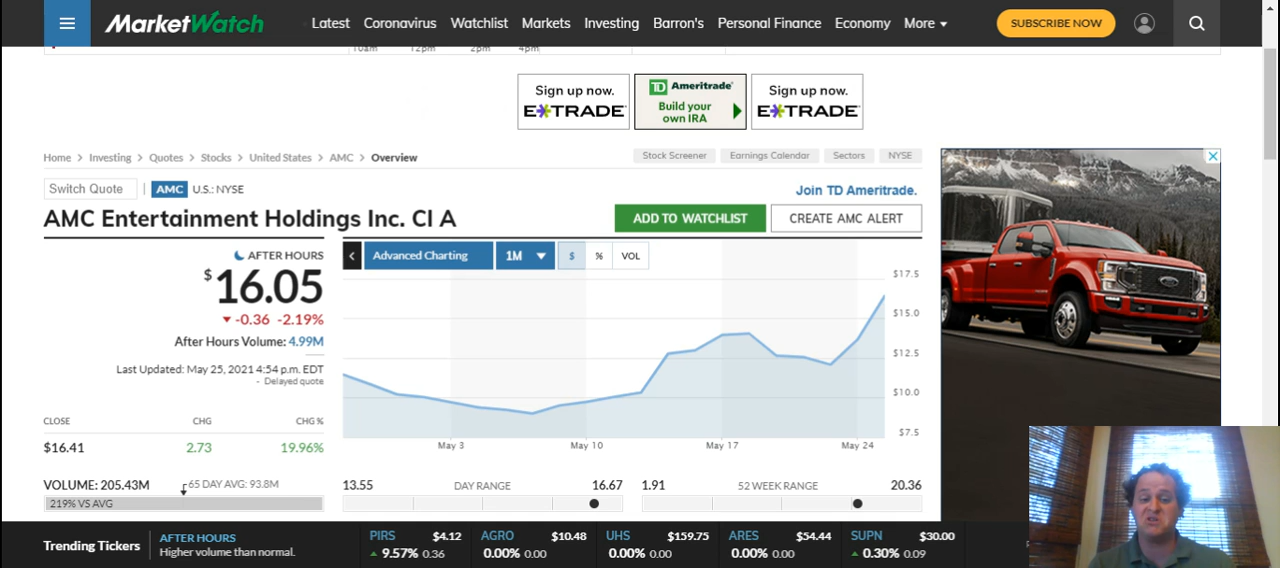 MarketWatch
Latest Coronavirus Watchlist Markets Investing Barron's Personal Finance Economy More SUBSCRIBE NOW
10am 12pm 2pm 4pm
Sign up now.
E*TRADE
TD Ameritrade
Build your
own IRA
Sign up now.
E*TRADE
Home > Investing > Quotes > Stocks > United States > AMC > Overview
Stock Screener Earnings Calendar Sectors NYSE
Switch Quote | AMC U.S.: NYSE
Join TD Ameritrade.
AMC Entertainment Holdings Inc. Cl A
ADD TO WATCHLIST CREATE AMC ALERT
AFTER HOURS
$16.05
-0.36 -2.19%
After Hours Volume: 4.99M
Last Updated: May 25, 2021 4:54 p.m. EDT
- Delayed quote
CLOSE CHG CHG %
$16.41 2.73 19.96%
VOLUME: 205.43M
65 DAY AVG: 93.8M
219% VS AVG
< Advanced Charting 1M $ % VOL
$17.5
$15.0
$12.5
$10.0
$7.5
May 3 May 10 May 17 May 24
13.55 DAY RANGE 16.67
1.91 52 WEEK RANGE 20.36
Trending Tickers
AFTER HOURS
Higher volume than normal.
PIRS $4.12
9.57% 0.36
AGRO $10.48
0.00% 0.00
UHS $159.75
0.00% 0.00
ARES $54.44
0.00% 0.00
SUPN $30.00
0.30% 0.09